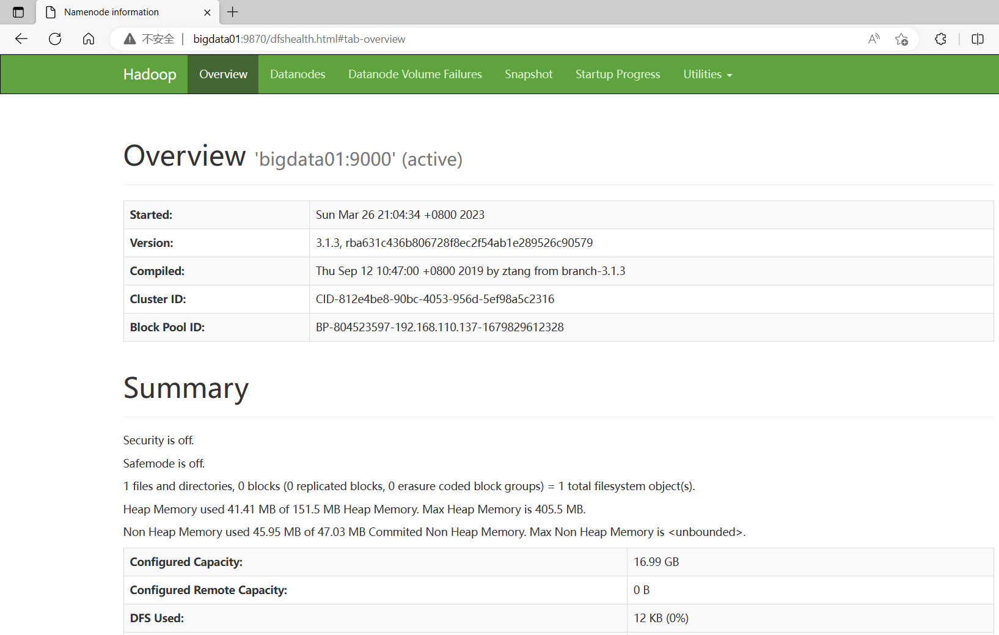 Namenode information
不安全 bigdata01:9870/dfshealth.html#tab-overview
Hadoop Overview Datanodes Datanode Volume Failures Snapshot Startup Progress Utilities
Overview 'bigdata01:9000' (active)
Started: Sun Mar 26 21:04:34 +0800 2023
Version: 3.1.3, rba631c436b806728f8ec2f54ab1e289526c90579
Compiled: Thu Sep 12 10:47:00 +0800 2019 by ztang from branch-3.1.3
Cluster ID: CID-812e4be8-90bc-4053-956d-5ef98a5c2316
Block Pool ID: BP-804523597-192.168.110.137-1679829612328
Summary
Security is off.
Safemode is off.
1 files and directories, 0 blocks (0 replicated blocks, 0 erasure coded block groups) = 1 total filesystem object(s).
Heap Memory used 41.41 MB of 151.5 MB Heap Memory. Max Heap Memory is 405.5 MB.
Non Heap Memory used 45.95 MB of 47.03 MB Commited Non Heap Memory. Max Non Heap Memory is <unbounded>.
Configured Capacity: 16.99 GB
Configured Remote Capacity: 0 B
DFS Used: 12 KB (0%)